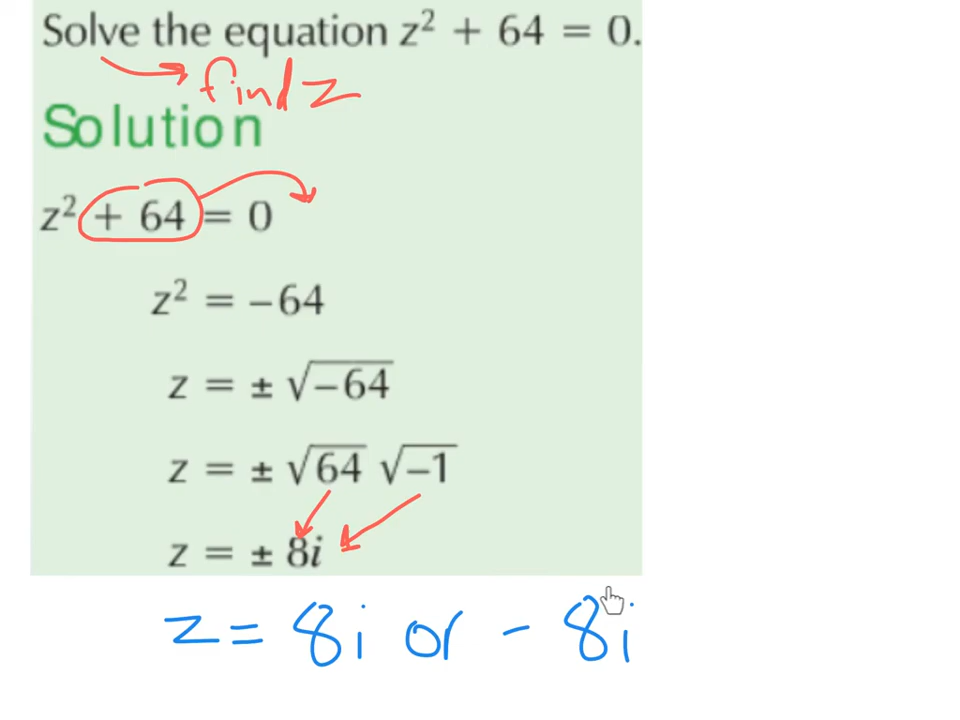 Solve the equation z² + 64 = 0.
find z
Solution
z² + 64 = 0
z² = −64
z = ± √−64
z = ± √64 √−1
z = ± 8i
z = 8i or − 8i